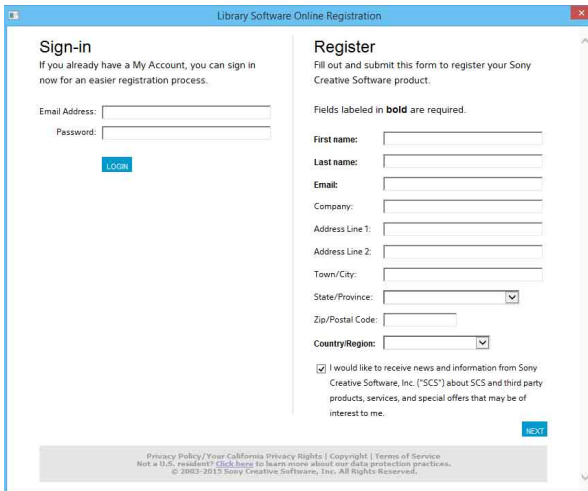 Library Software Online Registration
Sign-in
If you already have a My Account, you can sign in
now for an easier registration process.
Email Address:
Password:
LOGIN
Register
Fill out and submit this form to register your Sony
Creative Software product.
Fields labeled in bold are required.
First name:
Last name:
Email:
Company:
Address Line 1:
Address Line 2:
Town/City:
State/Province:
Zip/Postal Code:
Country/Region:
I would like to receive news and information from Sony
Creative Software, Inc. ("SCS") about SCS and third party
products, services, and special offers that may be of
interest to me.
NEXT
Privacy Policy/Your California Privacy Rights | Copyright | Terms of Service
Not a U.S. resident? Click here to learn more about our data protection practices.
© 2003-2015 Sony Creative Software, Inc. All Rights Reserved.